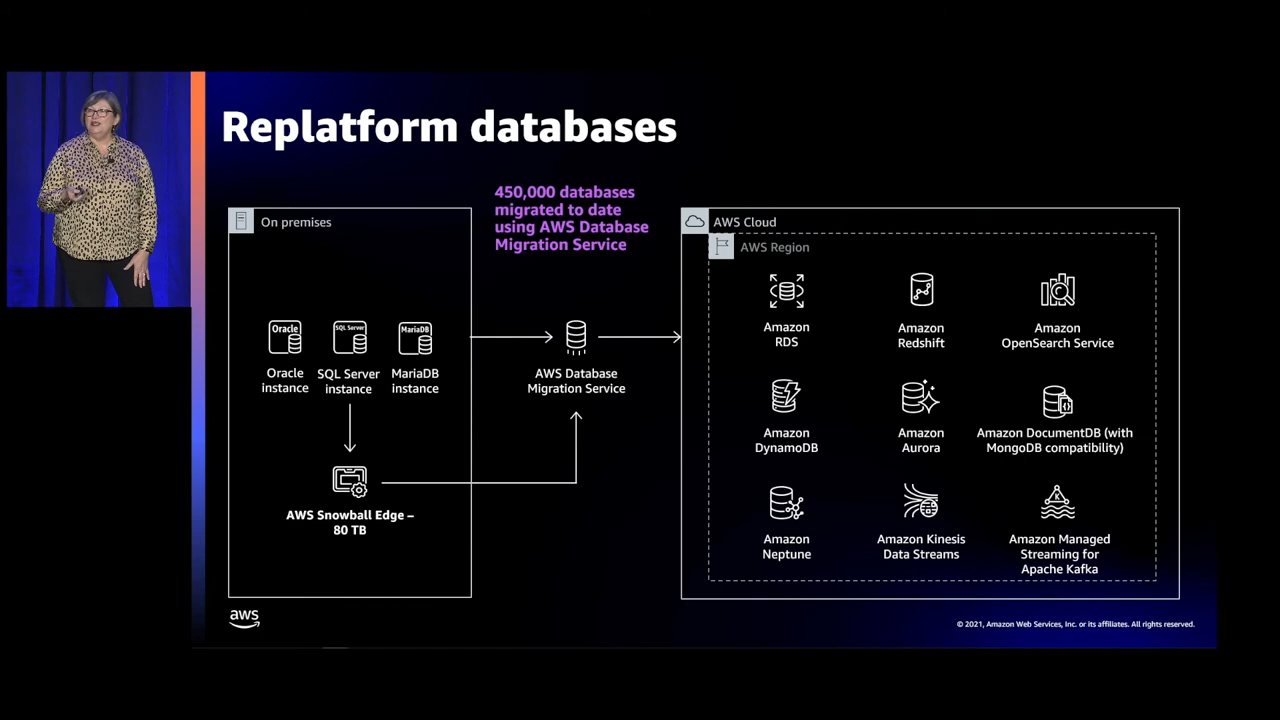 Replatform databases
450,000 databases
migrated to date
using AWS Database
Migration Service
On premises
Oracle
SQL Server
MariaDB
Oracle
instance
SQL Server
instance
MariaDB
instance
AWS Snowball Edge –
80 TB
AWS Database
Migration Service
AWS Cloud
AWS Region
Amazon
RDS
Amazon
Redshift
Amazon
OpenSearch Service
Amazon
DynamoDB
Amazon
Aurora
Amazon DocumentDB (with
MongoDB compatibility)
Amazon
Neptune
Amazon Kinesis
Data Streams
K
Amazon Managed
Streaming for
Apache Kafka
aws
© 2021, Amazon Web Services, Inc. or its affiliates. All rights reserved.